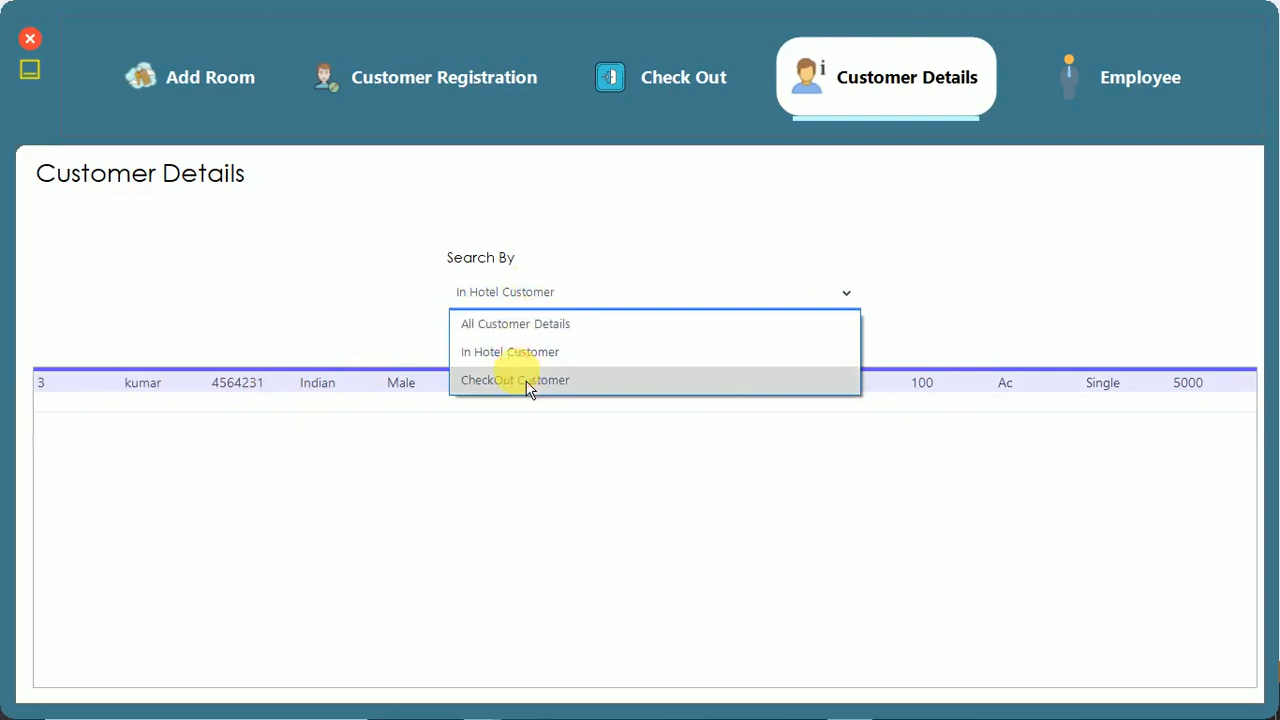 Add Room
Customer Registration
Check Out
Customer Details
Employee
Customer Details
Search By
In Hotel Customer
All Customer Details
In Hotel Customer
CheckOut Customer
3 kumar 4564231 Indian Male 100 Ac Single 5000